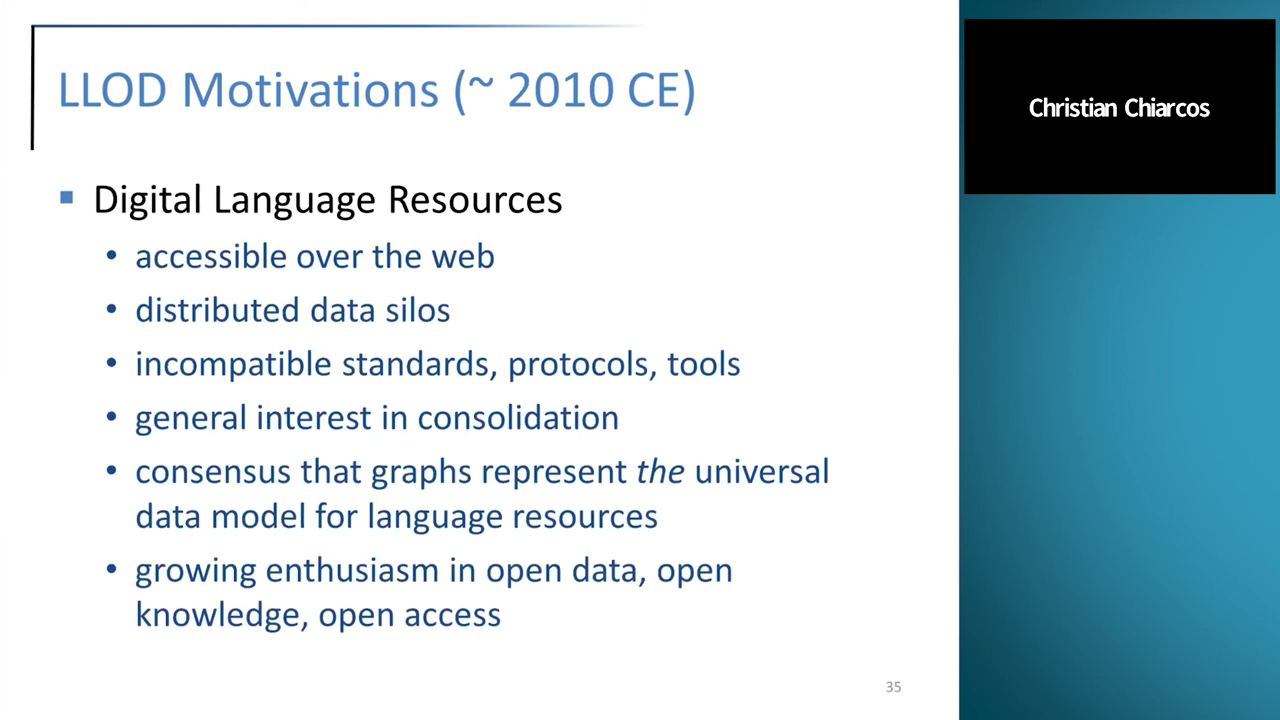 LLOD Motivations (~ 2010 CE)
Christian Chiarcos
Digital Language Resources
accessible over the web
distributed data silos
incompatible standards, protocols, tools
general interest in consolidation
consensus that graphs represent the universal
data model for language resources
growing enthusiasm in open data, open
knowledge, open access
35